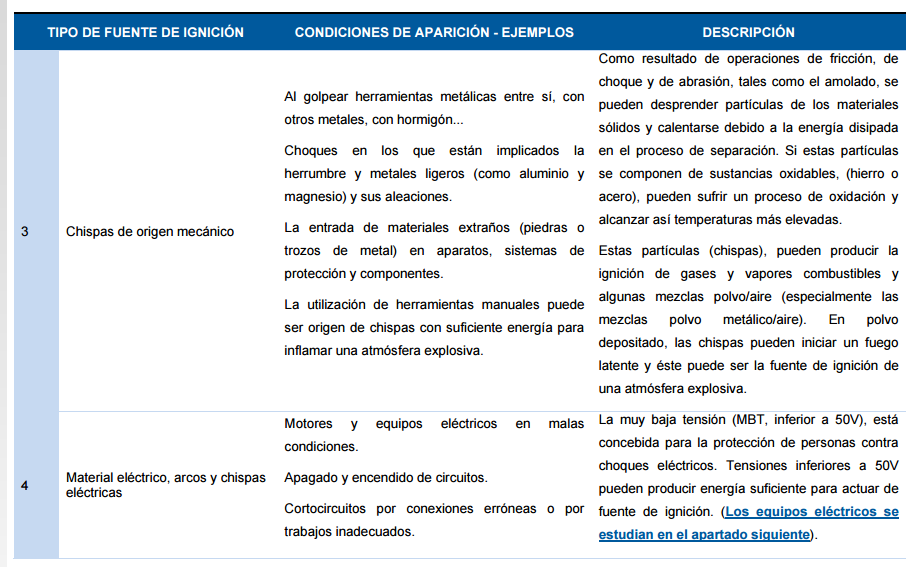 TIPO DE FUENTE DE IGNICIÓN
CONDICIONES DE APARICIÓN - EJEMPLOS
DESCRIPCIÓN
3
Chispas de origen mecánico
Al golpear herramientas metálicas entre sí, con
otros metales, con hormigón...
Choques en los que están implicados la
herrumbre y metales ligeros (como aluminio y
magnesio) y sus aleaciones.
La entrada de materiales extraños (piedras o
trozos de metal) en aparatos, sistemas de
protección y componentes.
La utilización de herramientas manuales puede
ser origen de chispas con suficiente energía para
inflamar una atmósfera explosiva.
Como resultado de operaciones de fricción, de
choque y de abrasión, tales como el amolado, se
pueden desprender partículas de los materiales
sólidos y calentarse debido a la energía disipada
en el proceso de separación. Si estas partículas
se componen de sustancias oxidables, (hierro o
acero), pueden sufrir un proceso de oxidación y
alcanzar así temperaturas más elevadas.
Estas partículas (chispas), pueden producir la
ignición de gases y vapores combustibles y
algunas mezclas polvo/aire (especialmente las
mezclas polvo metálico/aire). En polvo
depositado, las chispas pueden iniciar un fuego
latente y éste puede ser la fuente de ignición de
una atmósfera explosiva.
4
Material eléctrico, arcos y chispas
eléctricas
Motores y equipos eléctricos en malas
condiciones.
Apagado y encendido de circuitos.
Cortocircuitos por conexiones erróneas o por
trabajos inadecuados.
La muy baja tensión (MBT, inferior a 50V), está
concebida para la protección de personas contra
choques eléctricos. Tensiones inferiores a 50V
pueden producir energía suficiente para actuar de
fuente de ignición. (Los equipos eléctricos se
estudian en el apartado siguiente).